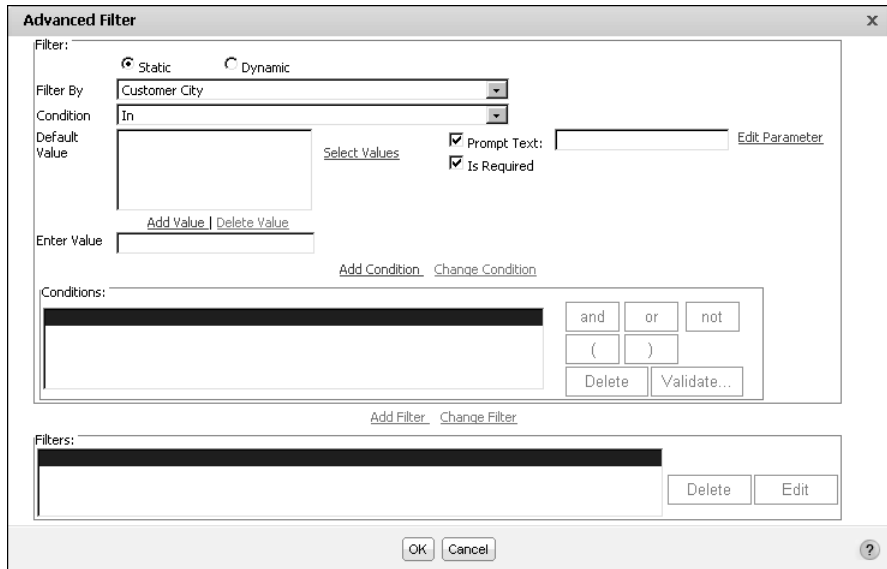 Advanced Filter x
Filter:
Static Dynamic
Filter By Customer City
Condition In
Default Value Select Values Prompt Text: Edit Parameter
Is Required
Add Value | Delete Value
Enter Value
Add Condition Change Condition
Conditions:
and or not
( )
Delete Validate...
Add Filter Change Filter
Filters:
Delete Edit
OK Cancel ?